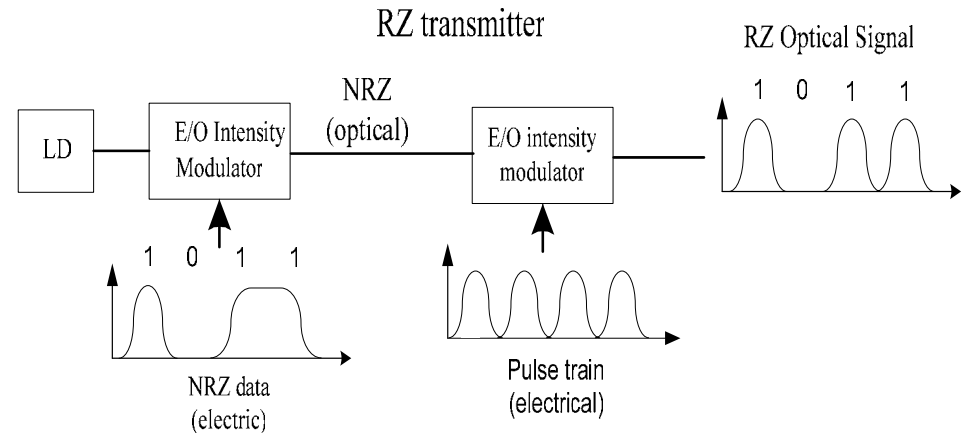 RZ transmitter
RZ Optical Signal
1 0 1 1
LD
E/O Intensity
Modulator
NRZ
(optical)
E/O intensity
modulator
1 0 1 1
NRZ data
(electric)
Pulse train
(electrical)